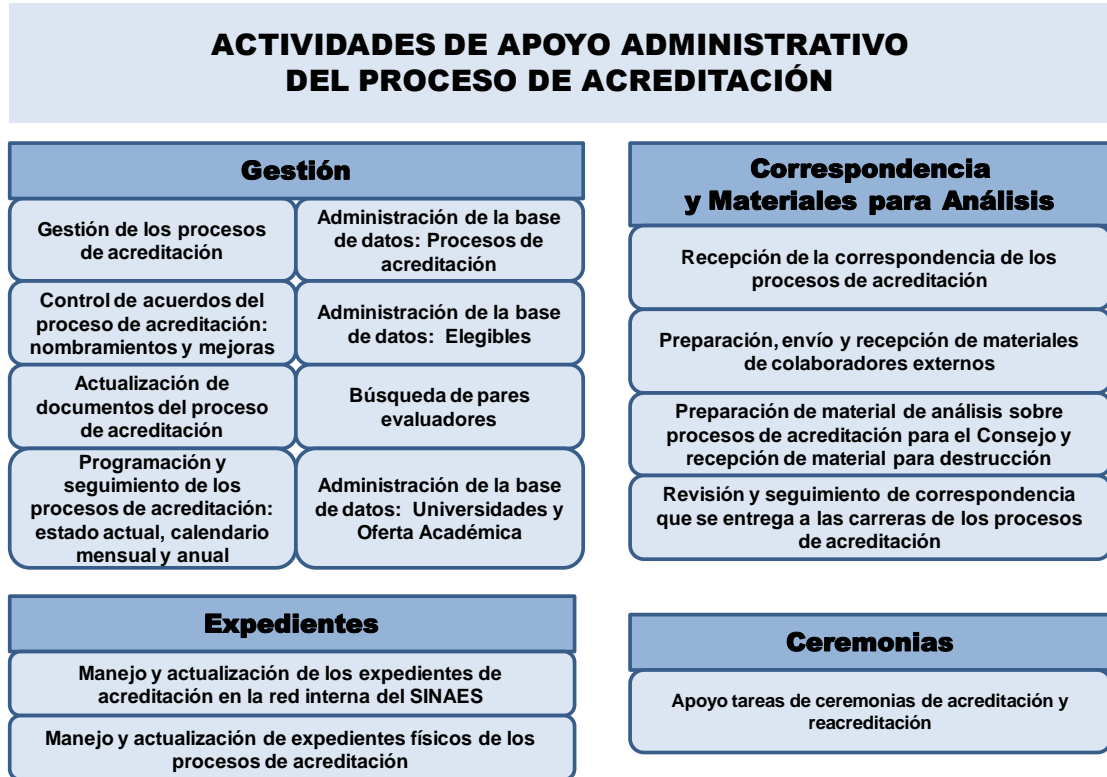 ACTIVIDADES DE APOYO ADMINISTRATIVO
DEL PROCESO DE ACREDITACIÓN
Gestión
Gestión de los procesos
de acreditación
Administración de la base
de datos: Procesos de
acreditación
Control de acuerdos del
proceso de acreditación:
nombramientos y mejoras
Administración de la base
de datos: Elegibles
Actualización de
documentos del proceso
de acreditación
Búsqueda de pares
evaluadores
Programación y
seguimiento de los
procesos de acreditación:
estado actual, calendario
mensual y anual
Administración de la base
de datos: Universidades y
Oferta Académica
Correspondencia
y Materiales para Análisis
Recepción de la correspondencia de los
procesos de acreditación
Preparación, envío y recepción de materiales
de colaboradores externos
Preparación de material de análisis sobre
procesos de acreditación para el Consejo y
recepción de material para destrucción
Revisión y seguimiento de correspondencia
que se entrega a las carreras de los procesos
de acreditación
Expedientes
Manejo y actualización de los expedientes de
acreditación en la red interna del SINAES
Manejo y actualización de expedientes físicos de los
procesos de acreditación
Ceremonias
Apoyo tareas de ceremonias de acreditación y
reacreditación